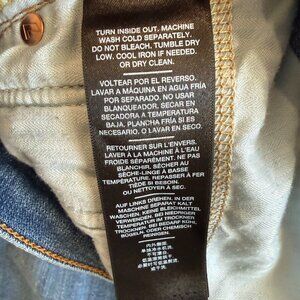 TURN INSIDE OUT. MACHINE
WASH COLD SEPARATELY.
DO NOT BLEACH. TUMBLE DRY
LOW. COOL IRON IF NEEDED.
OR DRY CLEAN.
VOLTEAR POR EL REVERSO.
LAVAR A MÁQUINA EN AGUA FRÍA
POR SEPARADO. NO USAR
BLANQUEADOR. SECAR EN
SECADORA A TEMPERATURA
BAJA. PLANCHA FRÍA SI ES
NECESARIO. O LAVAR EN SECO.
RETOURNER SUR L'ENVERS.
LAVER À LA MACHINE À L'EAU
FROIDE SÉPARÉMENT. NE PAS
BLANCHIR. SÉCHER AU
SÈCHE-LINGE À BASSE
TEMPÉRATURE. REPASSER À FER
TIÈDE SI BESOIN.
OU NETTOYER À SEC.
AUF LINKS DREHEN. IN DER
MASCHINE SEPARAT KALT
WASCHEN. KEINE BLEICHMITTEL
VERWENDEN. BEI NIEDRIGER
TEMPERATUR IM TROCKNER
TROCKNEN. BEI BEDARF KÜHL
BÜGELN. ODER CHEMISCH
REINIGEN.